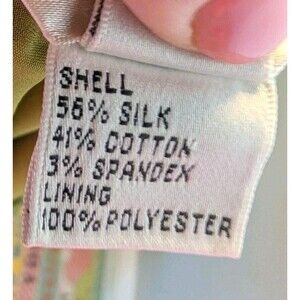 SHELL
56% SILK
41% COTTON
3% SPANDEX
LINING
100% POLYESTER